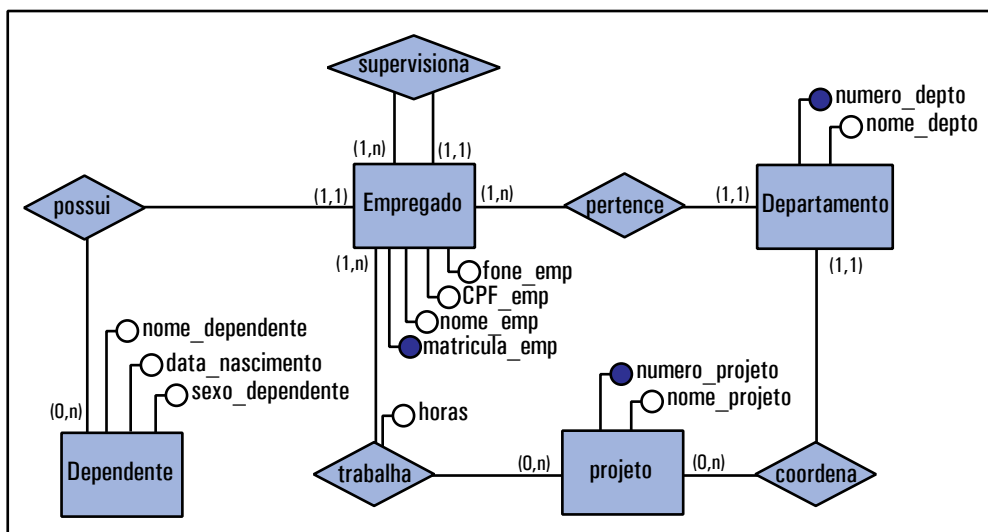 supervisiona
numero_depto
nome_depto
(1,n)
(1,1)
possui
(1,1)
Empregado
(1,n)
pertence
(1,1)
Departamento
(1,n)
(1,1)
fone_emp
CPF_emp
nome_emp
matricula_emp
nome_dependente
data_nascimento
sexo_dependente
numero_projeto
nome_projeto
(0,n)
horas
Dependente
trabalha
(0,n)
projeto
(0,n)
coordena